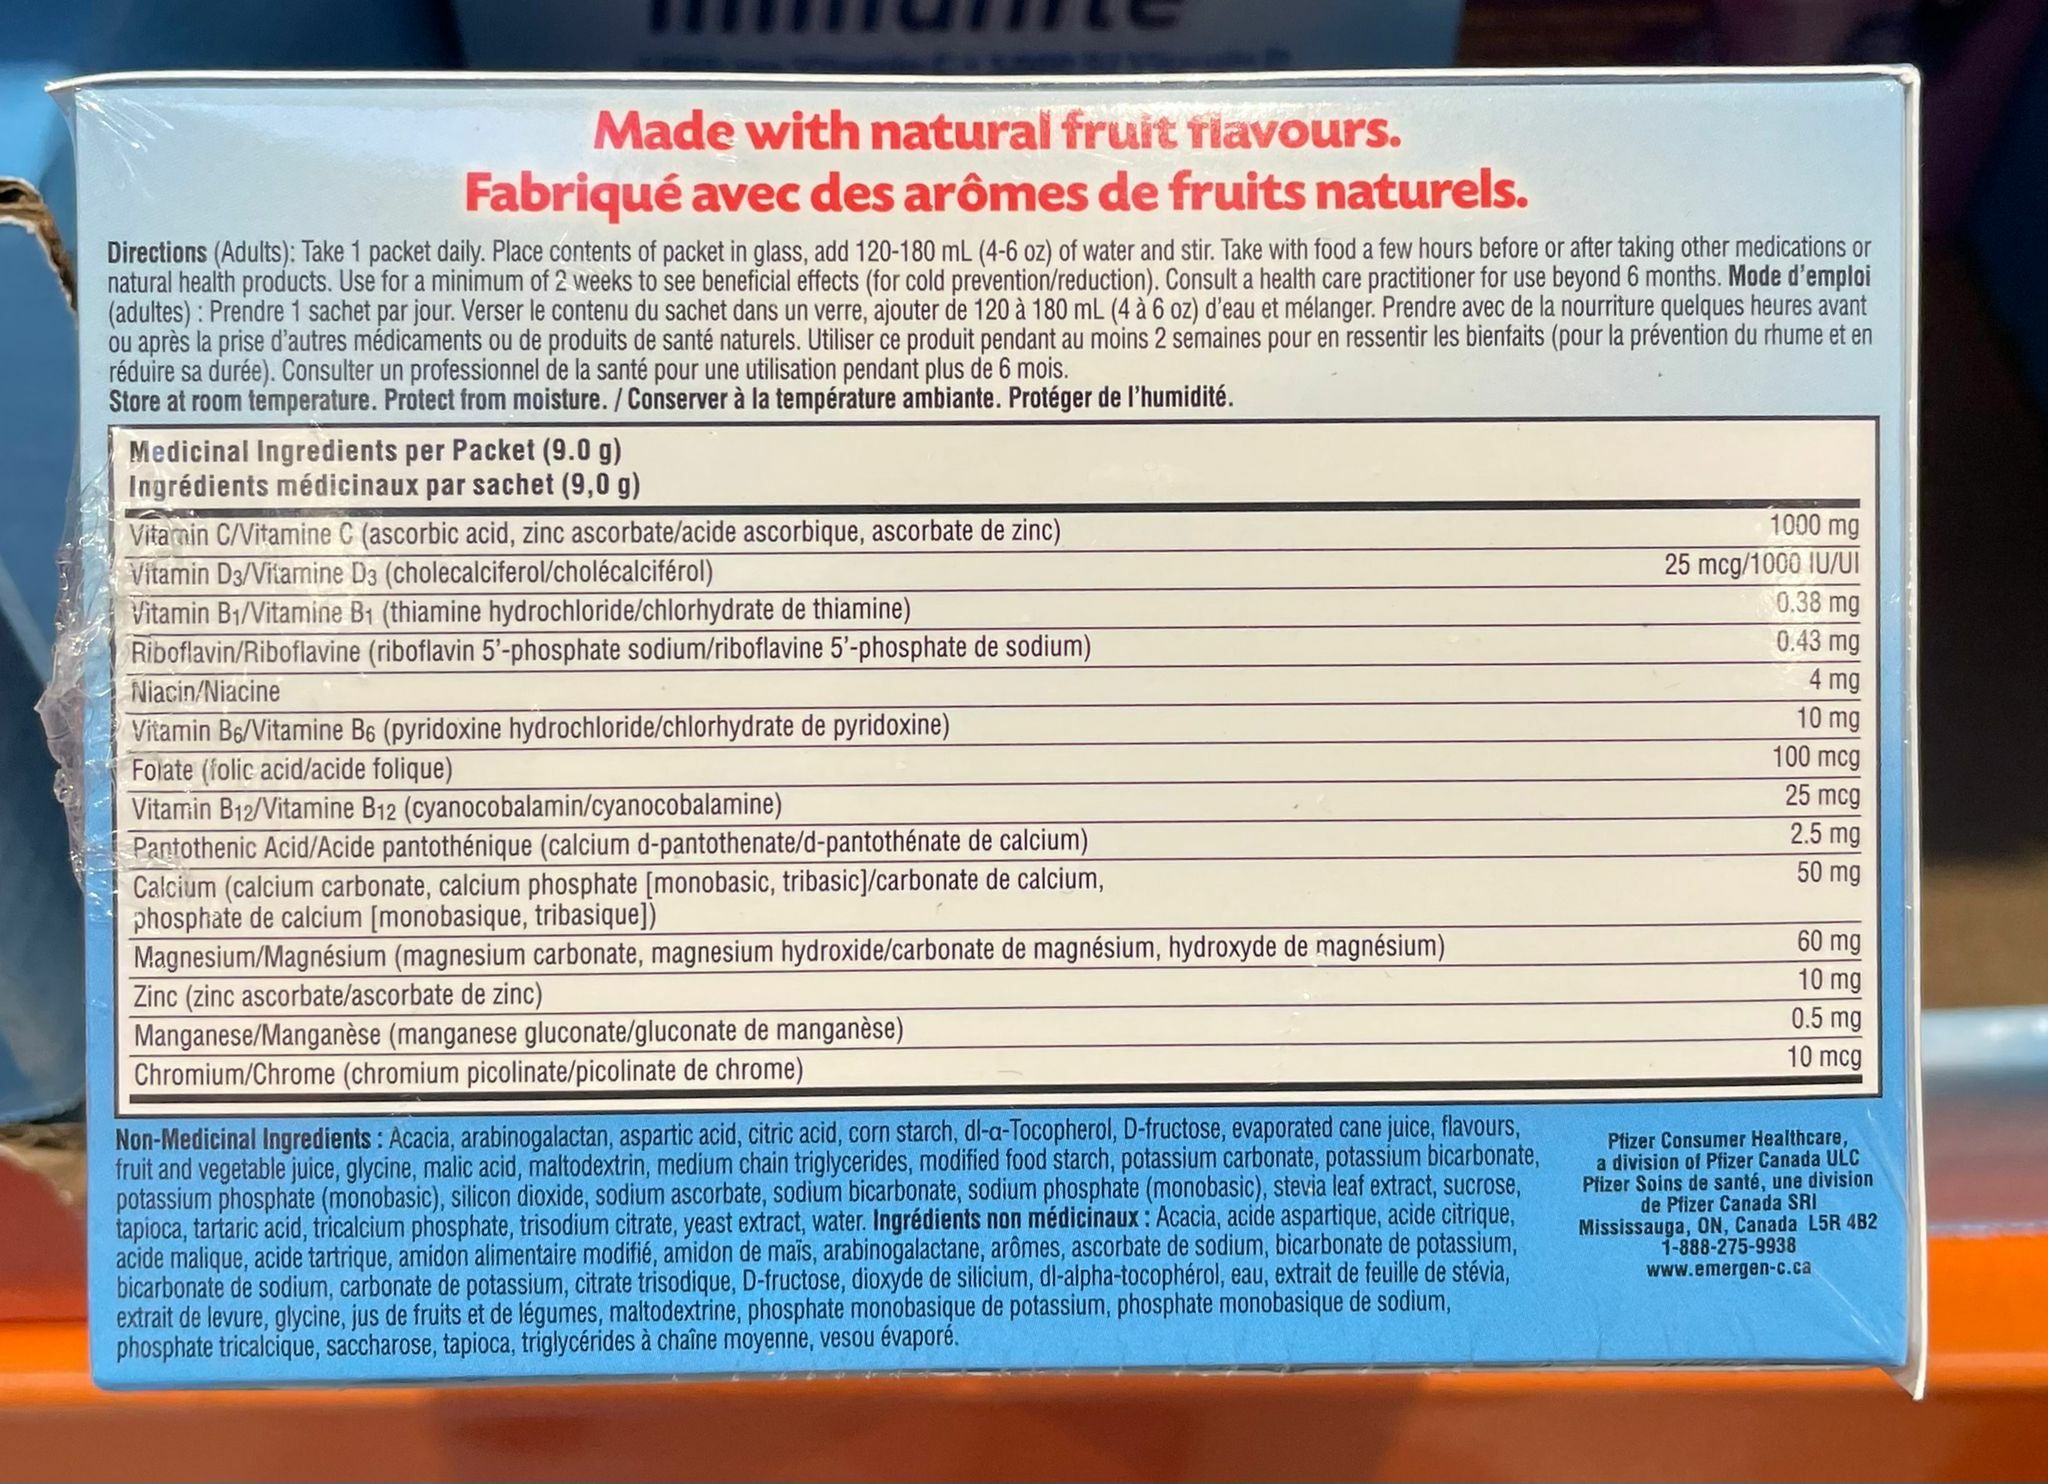 Made with natural fruit flavours.
Fabriqué avec des arômes de fruits naturels.
Directions (Adults): Take 1 packet daily. Place contents of packet in glass, add 120-180 mL (4-6 oz) of water and stir. Take with food a few hours before or after taking other medications or
natural health products. Use for a minimum of 2 weeks to see beneficial effects (for cold prevention/reduction). Consult a health care practitioner for use beyond 6 months. Mode d'emploi
(adultes) : Prendre 1 sachet par jour. Verser le contenu du sachet dans un verre, ajouter de 120 à 180 mL (4 à 6 oz) d'eau et mélanger. Prendre avec de la nourriture quelques heures avant
ou après la prise d'autres médicaments ou de produits de santé naturels. Utiliser ce produit pendant au moins 2 semaines pour en ressentir les bienfaits (pour la prévention du rhume et en
réduire sa durée). Consulter un professionnel de la santé pour une utilisation pendant plus de 6 mois.
Store at room temperature. Protect from moisture. / Conserver à la température ambiante. Protéger de l'humidité.
Medicinal Ingredients per Packet (9.0 g)
Ingrédients médicinaux par sachet (9,0 g)
Vitamin C/Vitamine C (ascorbic acid, zinc ascorbate/acide ascorbique, ascorbate de zinc) 1000 mg
Vitamin D3/Vitamine D3 (cholecalciferol/cholécalciférol) 25 mcg/1000 IU/UI
Vitamin B1/Vitamine B1 (thiamine hydrochloride/chlorhydrate de thiamine) 0.38 mg
Riboflavin/Riboflavine (riboflavin 5'-phosphate sodium/riboflavine 5'-phosphate de sodium) 0.43 mg
Niacin/Niacine 4 mg
Vitamin B6/Vitamine B6 (pyridoxine hydrochloride/chlorhydrate de pyridoxine) 10 mg
Folate (folic acid/acide folique) 100 mcg
Vitamin B12/Vitamine B12 (cyanocobalamin/cyanocobalamine) 25 mcg
Pantothenic Acid/Acide pantothénique (calcium d-pantothenate/d-pantothénate de calcium) 2.5 mg
Calcium (calcium carbonate, calcium phosphate [monobasic, tribasic]/carbonate de calcium, 50 mg
phosphate de calcium [monobasique, tribasique])
Magnesium/Magnésium (magnesium carbonate, magnesium hydroxide/carbonate de magnésium, hydroxyde de magnésium) 60 mg
Zinc (zinc ascorbate/ascorbate de zinc) 10 mg
Manganese/Manganèse (manganese gluconate/gluconate de manganèse) 0.5 mg
Chromium/Chrome (chromium picolinate/picolinate de chrome) 10 mcg
Non-Medicinal Ingredients : Acacia, arabinogalactan, aspartic acid, citric acid, corn starch, dl-α-Tocopherol, D-fructose, evaporated cane juice, flavours,
fruit and vegetable juice, glycine, malic acid, maltodextrin, medium chain triglycerides, modified food starch, potassium carbonate, potassium bicarbonate,
potassium phosphate (monobasic), silicon dioxide, sodium ascorbate, sodium bicarbonate, sodium phosphate (monobasic), stevia leaf extract, sucrose,
tapioca, tartaric acid, tricalcium phosphate, trisodium citrate, yeast extract, water. Ingrédients non médicinaux : Acacia, acide aspartique, acide citrique,
acide malique, acide tartrique, amidon alimentaire modifié, amidon de maïs, arabinogalactane, arômes, ascorbate de sodium, bicarbonate de potassium,
bicarbonate de sodium, carbonate de potassium, citrate trisodique, D-fructose, dioxyde de silicium, dl-alpha-tocophérol, eau, extrait de feuille de stévia,
extrait de levure, glycine, jus de fruits et de légumes, maltodextrine, phosphate monobasique de potassium, phosphate monobasique de sodium,
phosphate tricalcique, saccharose, tapioca, triglycérides à chaîne moyenne, vesou évaporé.
Pfizer Consumer Healthcare,
a division of Pfizer Canada ULC
Pfizer Soins de santé, une division
de Pfizer Canada SRI
Mississauga, ON, Canada L5R 4B2
1-888-275-9938
www.emergen-c.ca